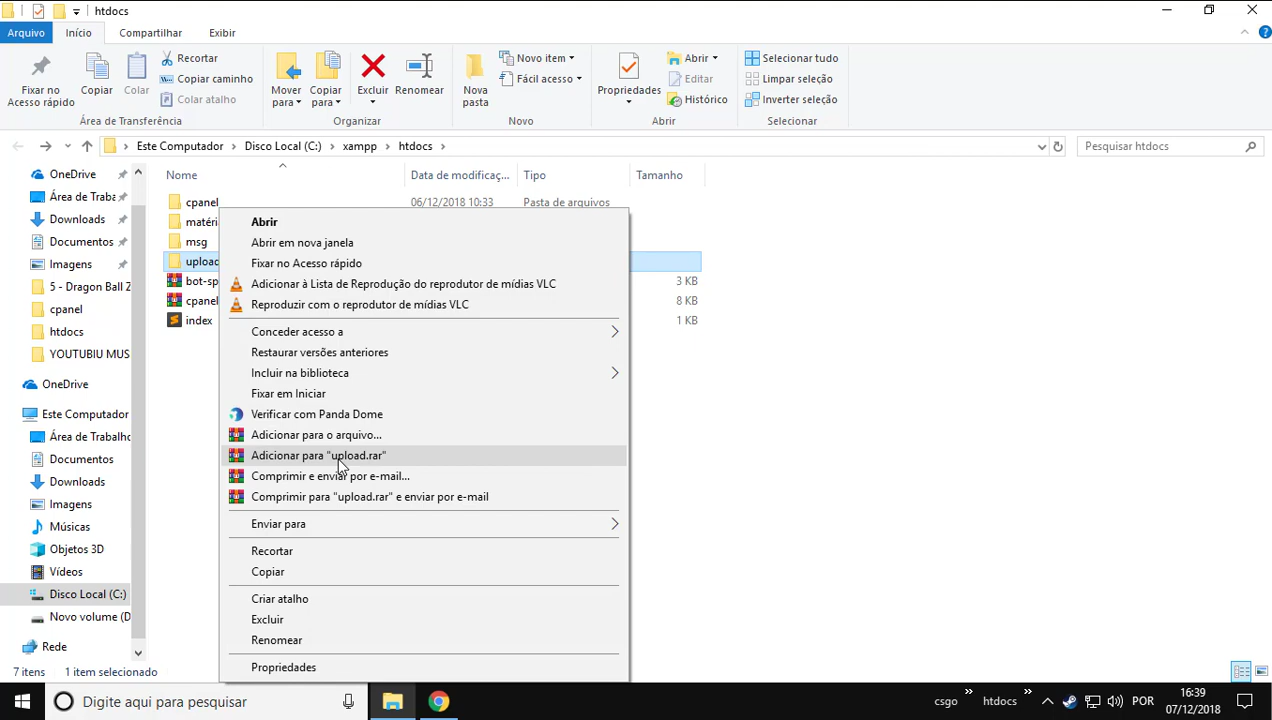 htdocs
Arquivo Início Compartilhar Exibir
Fixar no Acesso rápido
Copiar
Colar
Recortar
Copiar caminho
Colar atalho
Área de Transferência
Mover para
Copiar para
Excluir
Renomear
Organizar
Nova pasta
Novo item
Fácil acesso
Novo
Propriedades
Abrir
Editar
Histórico
Abrir
Selecionar tudo
Limpar seleção
Inverter seleção
Selecionar
Este Computador > Disco Local (C:) > xampp > htdocs >
Pesquisar htdocs
Nome Data de modificaç... Tipo Tamanho
OneDrive
Área de Traba
Downloads
Documentos
Imagens
5 - Dragon Ball Z
cpanel
htdocs
YOUTUBIU MUS
OneDrive
Este Computador
Área de Trabalho
Documentos
Downloads
Imagens
Músicas
Objetos 3D
Vídeos
Disco Local (C:)
Novo volume (D
Rede
cpanel 06/12/2018 10:33 Pasta de arquivos
matéri
msg
upload
bot-sp 3 KB
cpanel 8 KB
index 1 KB
Abrir
Abrir em nova janela
Fixar no Acesso rápido
Adicionar à Lista de Reprodução do reprodutor de mídias VLC
Reproduzir com o reprodutor de mídias VLC
Conceder acesso a
Restaurar versões anteriores
Incluir na biblioteca
Fixar em Iniciar
Verificar com Panda Dome
Adicionar para o arquivo...
Adicionar para "upload.rar"
Comprimir e enviar por e-mail...
Comprimir para "upload.rar" e enviar por e-mail
Enviar para
Recortar
Copiar
Criar atalho
Excluir
Renomear
Propriedades
7 itens 1 item selecionado
Digite aqui para pesquisar
csgo » htdocs » POR 16:39
07/12/2018